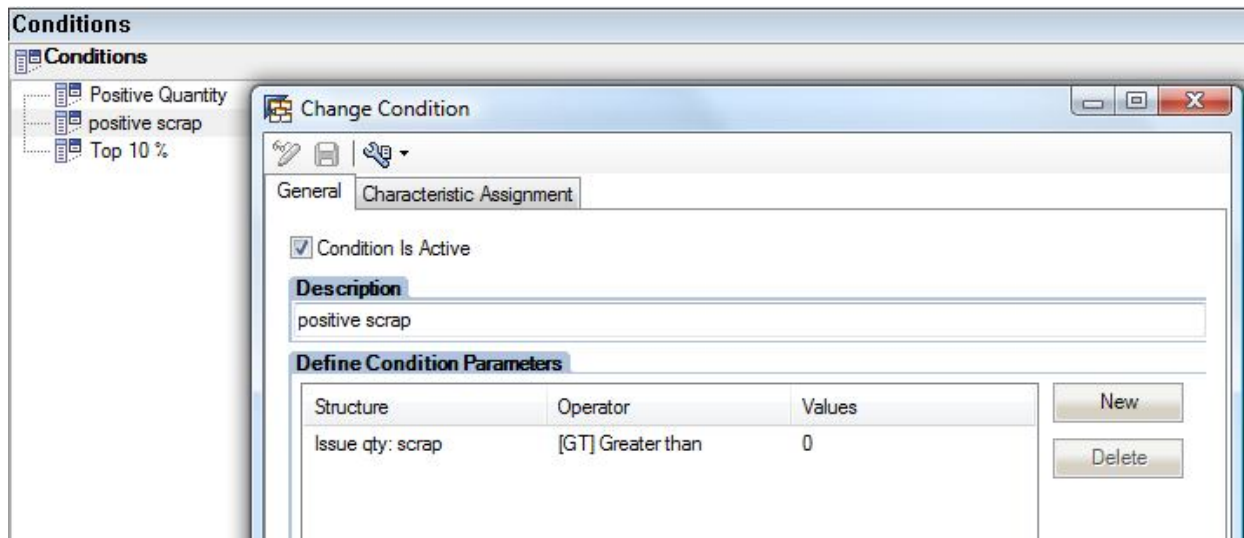 Conditions
Conditions
Positive Quantity
positive scrap
Top 10 %
Change Condition
General Characteristic Assignment
Condition Is Active
Description
positive scrap
Define Condition Parameters
Structure Operator Values New
Issue qty: scrap [GT] Greater than 0
Delete